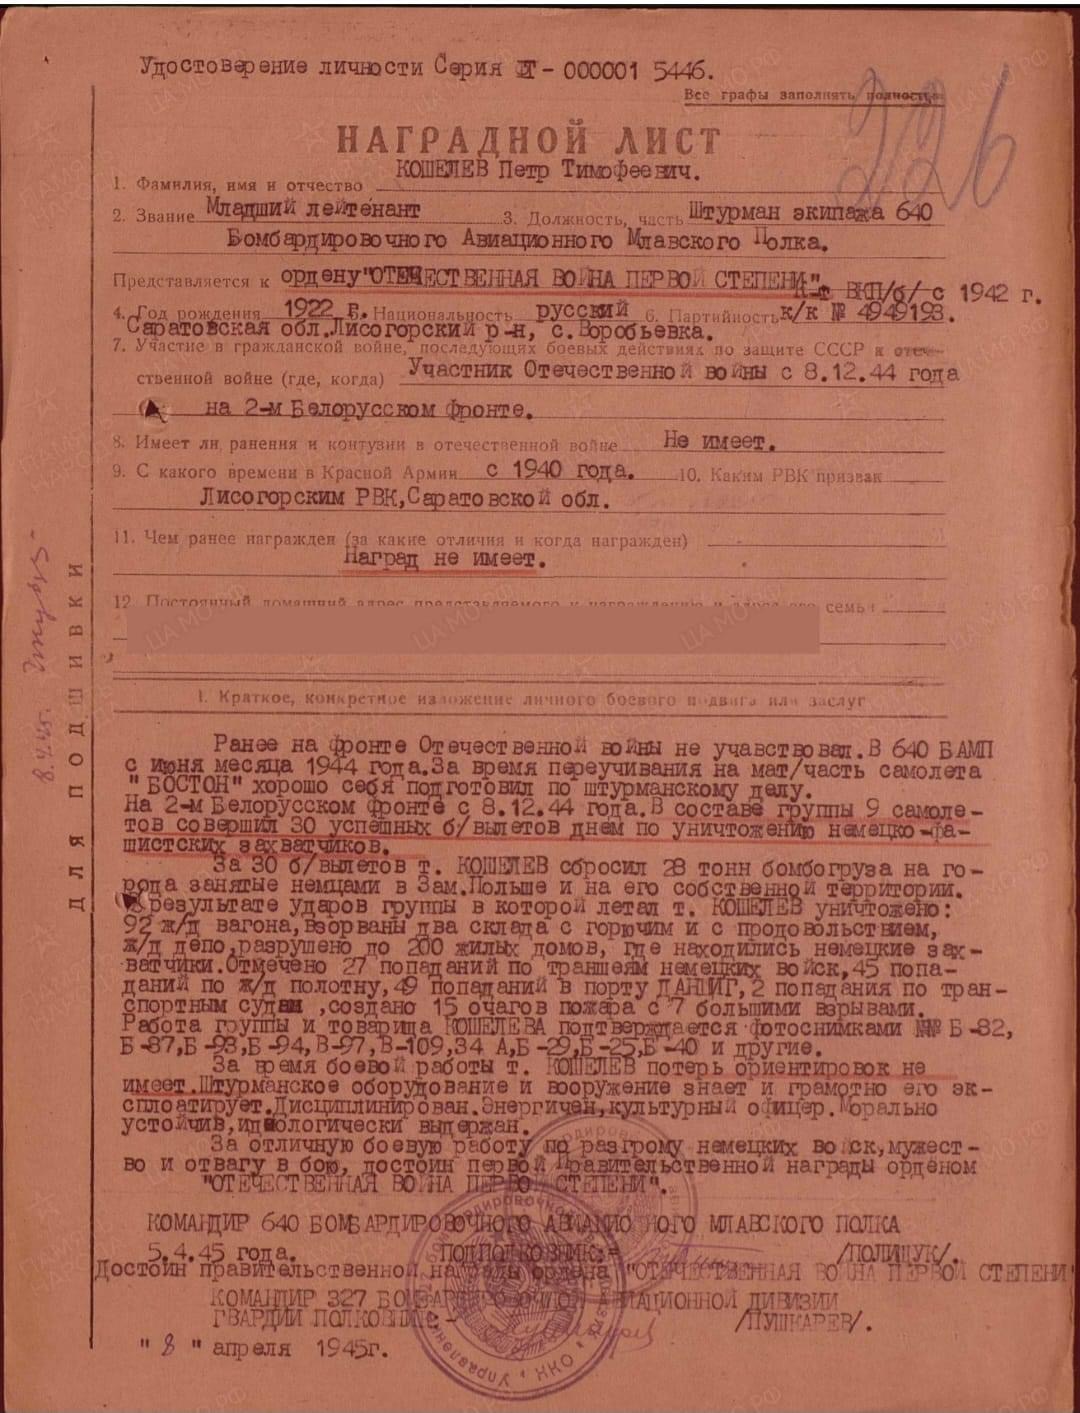 Удостоверение личности Серия ФТ - 000001 5446.
Все графы заполнять полностью
226
НАГРАДНОЙ ЛИСТ
КОШЕЛЕВ Петр Тимофеевич.
1. Фамилия, имя и отчество
2. Звание Младший лейтенант 3. Должность, часть Штурман экипажа 640
Бомбардировочного Авиационного Млавского Полка.
Представляется к ордену "ОТЕЧЕСТВЕННАЯ ВОЙНА ПЕРВОЙ СТЕПЕНИ".
к-т ВКП/б/ с 1942 г.
4. Год рождения 1922 г. Национальность русский 6. Партийность к/к № 4949193.
Саратовская обл.Лисогорский р-н, с.Воробьевка.
7. Участие в гражданской войне, последующих боевых действиях по защите СССР и отече-
ственной войне (где, когда) Участник Отечественной войны с 8.12.44 года
на 2-м Белорусском Фронте.
8. Имеет ли ранения и контузии в отечественной войне Не имеет.
9. С какого времени в Красной Армии с 1940 года. 10. Каким РВК призван
Лисогорским РВК,Саратовской обл.
11. Чем ранее награжден (за какие отличия и когда награжден)
Наград не имеет.
12. Постоянный домашний адрес представляемого к награждению и адрес его семьи
I. Краткое, конкретное изложение личного боевого подвига или заслуг
Ранее на фронте Отечественной войны не учавствовал. В 640 БАМП
с июня месяца 1944 года.За время переучивания на мат/часть самолета
"БОСТОН" хорошо себя подготовил по штурманскому делу.
На 2-м Белорусском фронте с 8.12.44 года.В составе группы 9 самоле-
тов совершил 30 успешных б/вылетов днем по уничтожению немецко-фа-
шистских захватчиков.
За 30 б/вылетов т. КОШЕЛЕВ сбросил 28 тонн бомбогруза на го-
рода занятые немцами в Зам.Польше и на его собственной территории.
В результате ударов группы в которой летал т. КОШЕЛЕВ уничтожено:
92 ж/д вагона,взорваны два склада с горючим и с продовольствием,
ж/д депо,разрушено до 200 жилых домов, где находились немецкие зах-
ватчики.Отмечено 27 попаданий по траншеям немецких войск,45 попа-
даний по ж/д полотну,49 попаданий в порту ДАНЦИГ,2 попадания по тран-
спортным судам ,создано 15 очагов пожара с 7 большими взрывами.
Работа группы и товарища КОШЕЛЕВА подтверждается фотоснимками №№ Б-82,
Б-87,Б-93,Б-94,В-97,В-109,34 А,Б-29,Б-25,Б-40 и другие.
За время боевой работы т. КОШЕЛЕВ потерь ориентировок не
имеет.Штурманское оборудование и вооружение знает и грамотно его эк-
сплоатирует.Дисциплинирован.Энергичен,культурный офицер.Морально
устойчив,идеологически выдержан.
За отличную боевую работу по разгрому немецких войск,мужест-
во и отвагу в бою, достоин первой Правительственной награды орденом
"ОТЕЧЕСТВЕННАЯ ВОЙНА ПЕРВОЙ СТЕПЕНИ".
КОМАНДИР 640 БОМБАРДИРОВОЧНОГО АВИАЦИОННОГО МЛАВСКОГО ПОЛКА
5.4.45 года. ПОДПОЛКОВНИК:- /ПОЛИЩУК/.
Достоин правительственной награды ордена "ОТЕЧЕСТВЕННАЯ ВОЙНА ПЕРВОЙ СТЕПЕНИ"
КОМАНДИР 327 БОМБАРДИРОВОЧНОЙ АВИАЦИОННОЙ ДИВИЗИИ
ГВАРДИИ ПОЛКОВНИК- /ПУШКАРЕВ/.
" 8 " апреля 1945г.
ДЛЯ ПОДШИВКИ